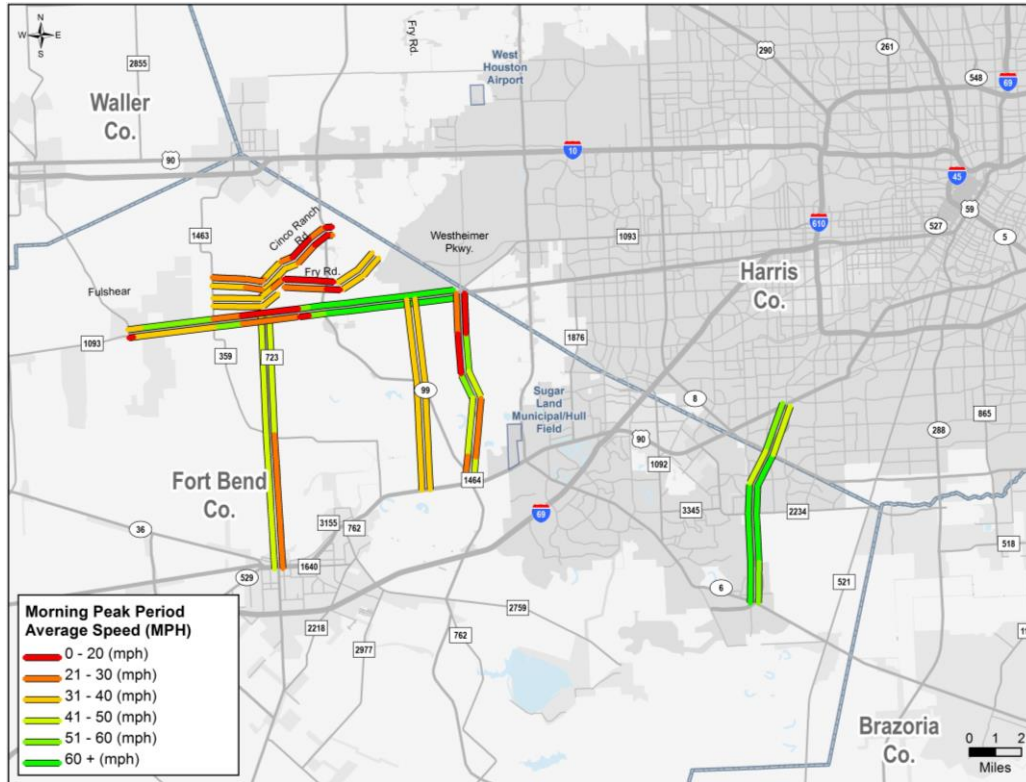 N
W E
S
Fry Rd.
2855
West
Houston
Airport
290
261
548
69
Waller
Co.
90
10
45
59
610
527
5
1463
Cinco Ranch
Rd.
Westheimer
Pkwy.
1093
Fry Rd.
Fulshear
Harris
Co.
1093
359
723
1876
99
Sugar
Land
Municipal/Hull
Field
8
865
90
288
1092
Fort Bend
Co.
1464
3155
762
36
69
3345
2234
518
1640
529
6
521
2759
2218
762
2977
Morning Peak Period
Average Speed (MPH)
0 - 20 (mph)
21 - 30 (mph)
31 - 40 (mph)
41 - 50 (mph)
51 - 60 (mph)
60 + (mph)
Brazoria
Co.
0 1 2
Miles